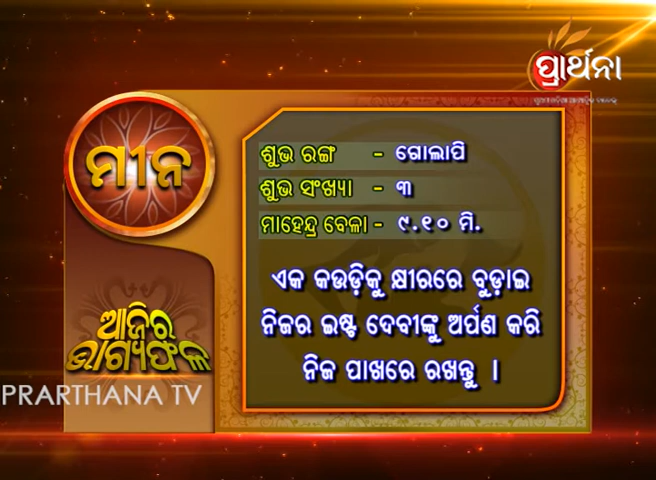 ପ୍ରାର୍ଥନା
ମୀନ
ଶୁଭ ରଙ୍ଗ - ଗୋଲାପି
ଶୁଭ ସଂଖ୍ୟା - ୩
ମାହେନ୍ଦ୍ର ବେଳା - ୯.୧୦ ମି.
ଏକ କଉଡ଼ିକୁ କ୍ଷୀରରେ ବୁଡ଼ାଇ
ନିଜର ଇଷ୍ଟ ଦେବୀଙ୍କୁ ଅର୍ପଣ କରି
ନିଜ ପାଖରେ ରଖନ୍ତୁ ।
ଆଜିର
ଭାଗ୍ୟଫଳ
PRARTHANA TV